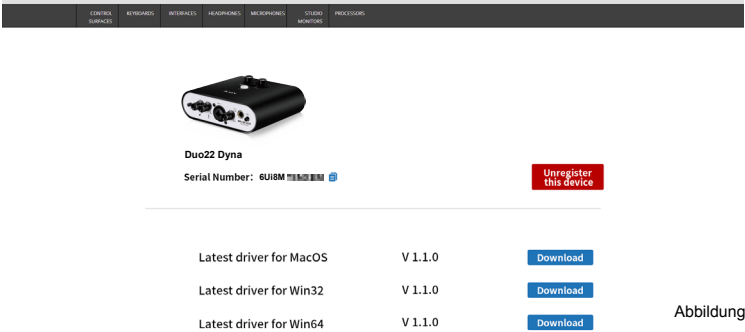 CONTROL SURFACES KEYBOARDS INTERFACES HEADPHONES MICROPHONES STUDIO MONITORS PROCESSORS
Duo22 Dyna
Serial Number: 6Ui8M
Unregister this device
Latest driver for MacOS V 1.1.0 Download
Latest driver for Win32 V 1.1.0 Download
Latest driver for Win64 V 1.1.0 Download
Abbildung